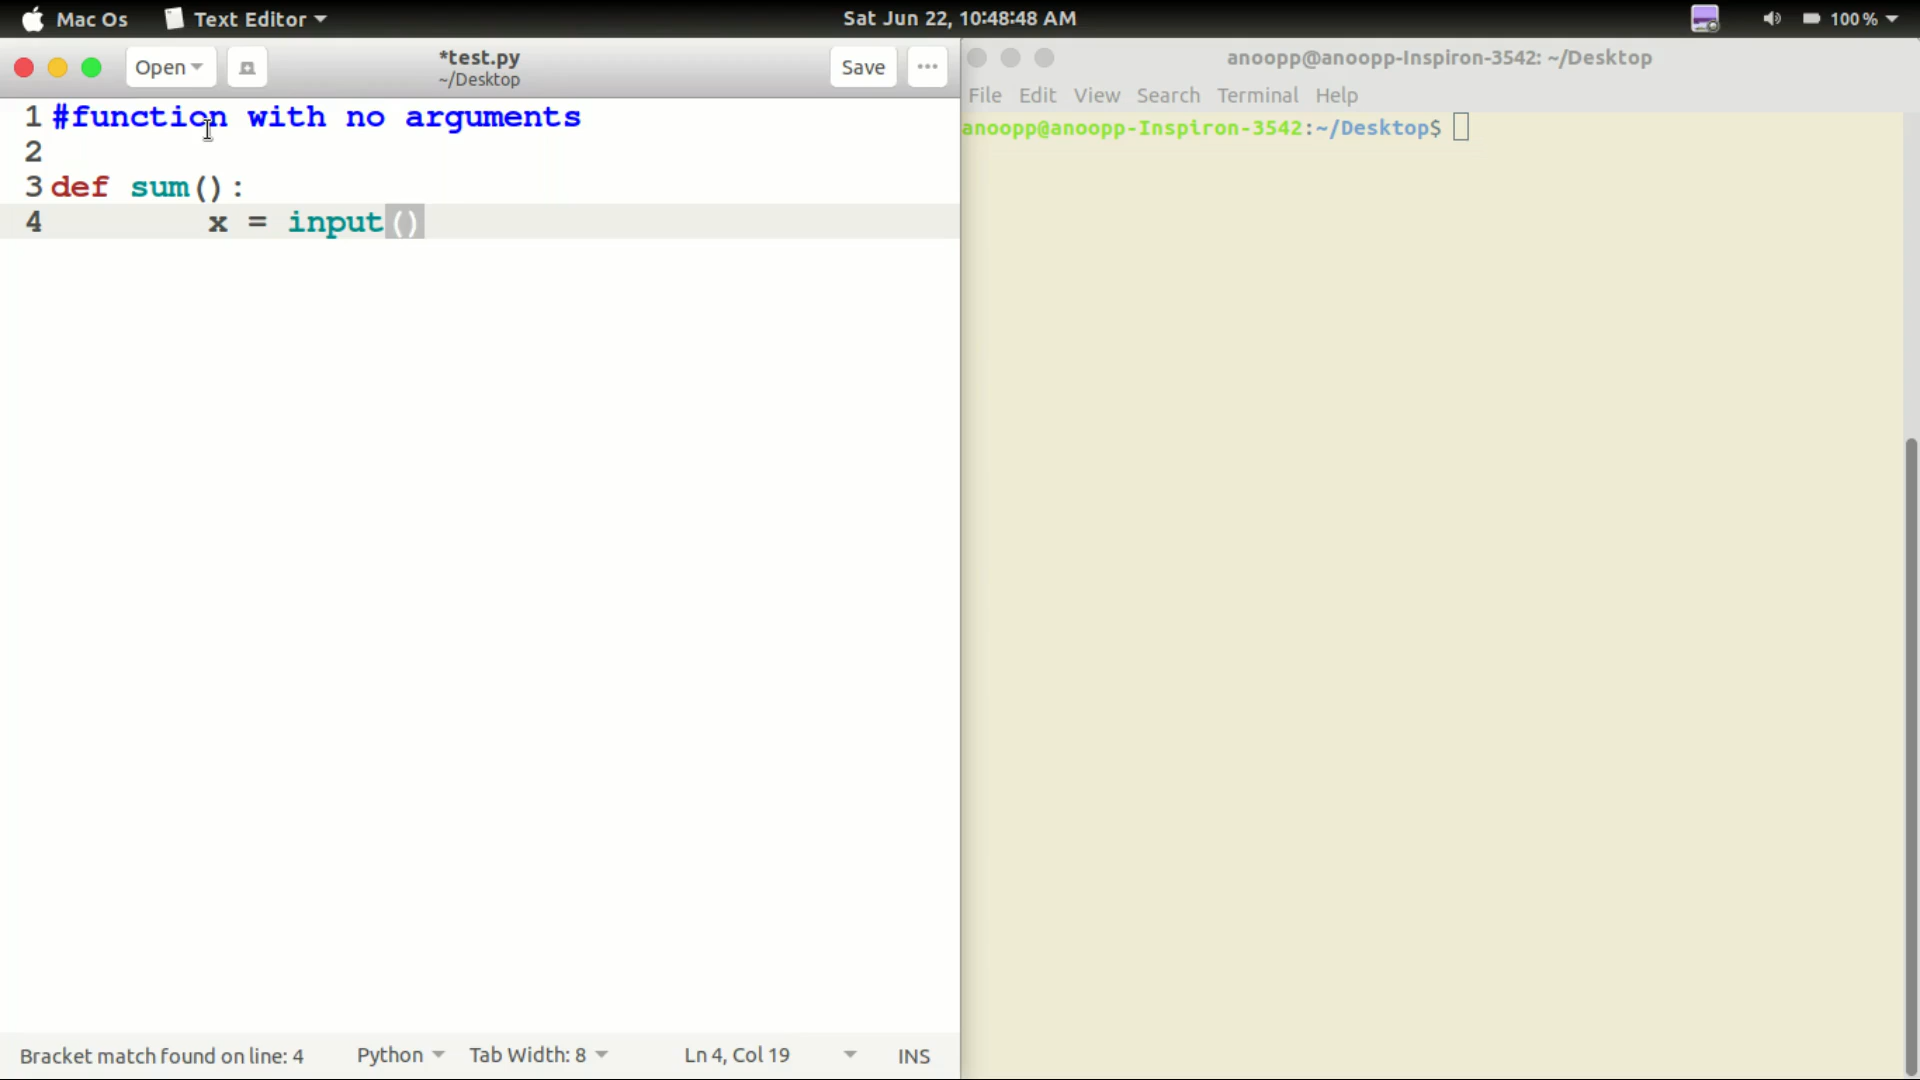 Mac Os Text Editor Sat Jun 22, 10:48:48 AM 100 %
Open *test.py Save
~/Desktop
1 #function with no arguments
2
3 def sum():
4 x = input()
Bracket match found on line: 4 Python Tab Width: 8 Ln 4, Col 19 INS
anoopp@anoopp-Inspiron-3542: ~/Desktop
File Edit View Search Terminal Help
anoopp@anoopp-Inspiron-3542:~/Desktop$